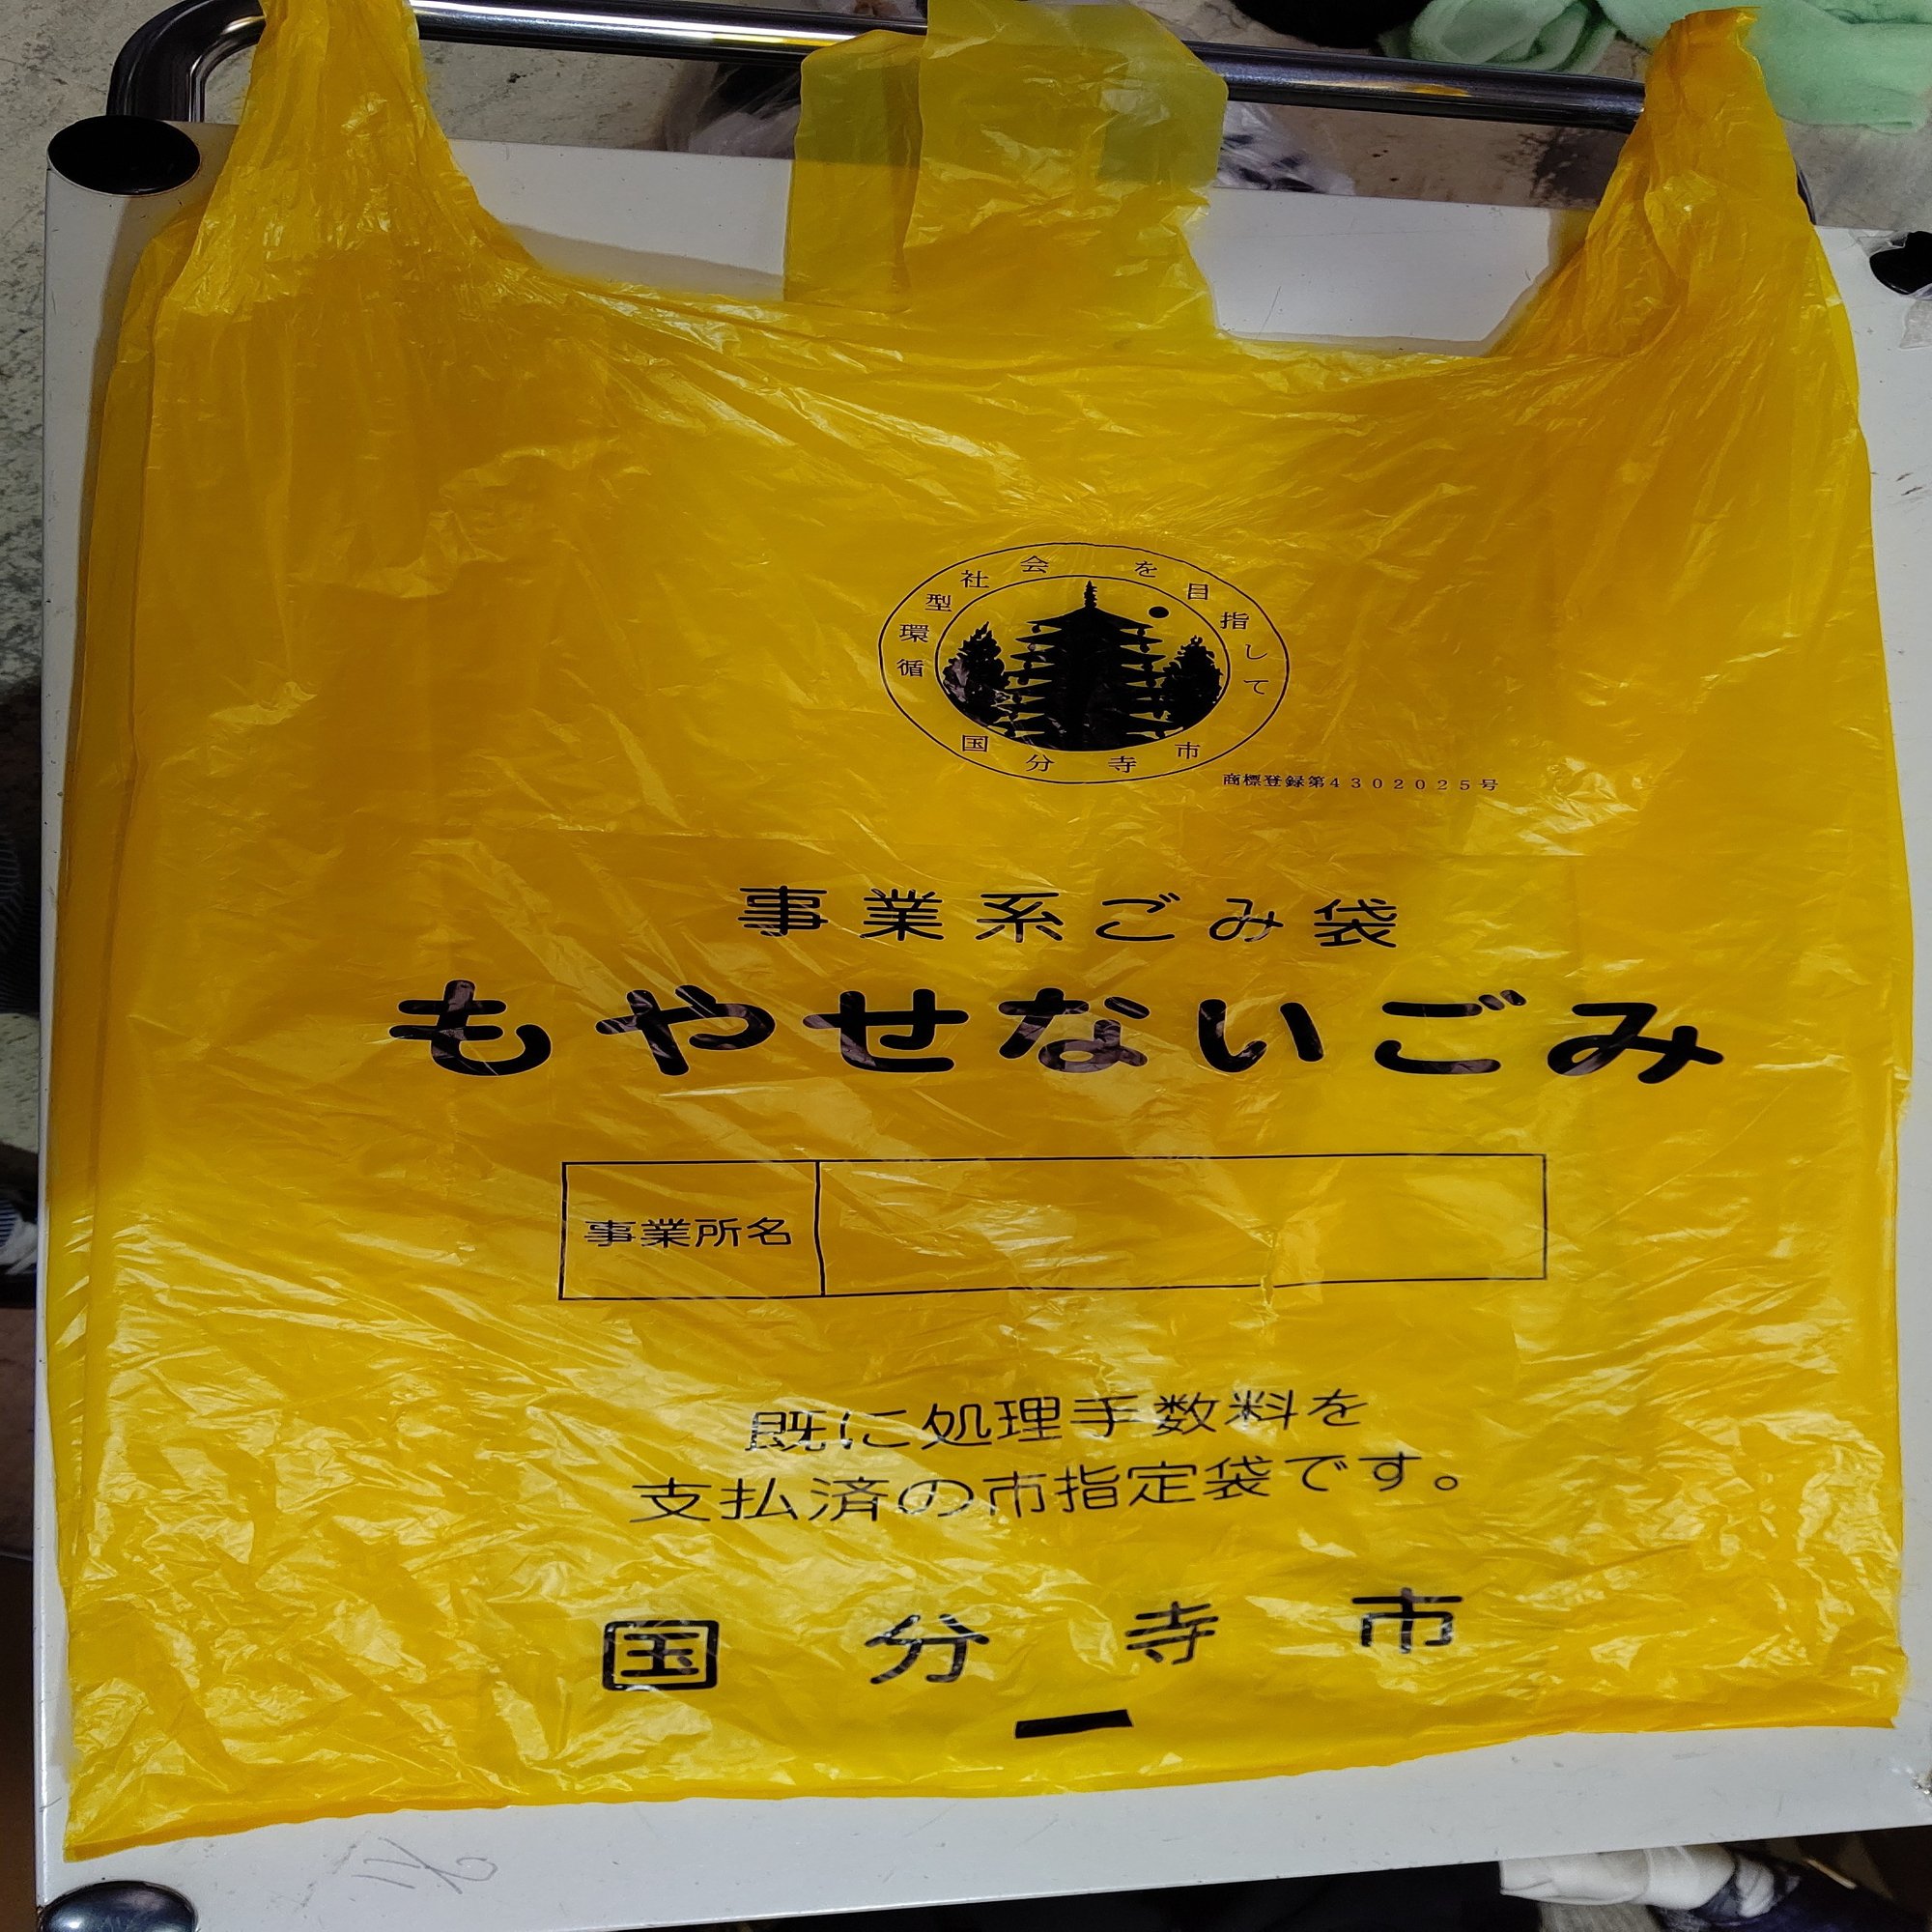 循環型社会を目指して
国分寺市
商標登録第4302025号
事業系ごみ袋
もやせないごみ
事業所名
既に処理手数料を
支払済の市指定袋です。
国分寺市